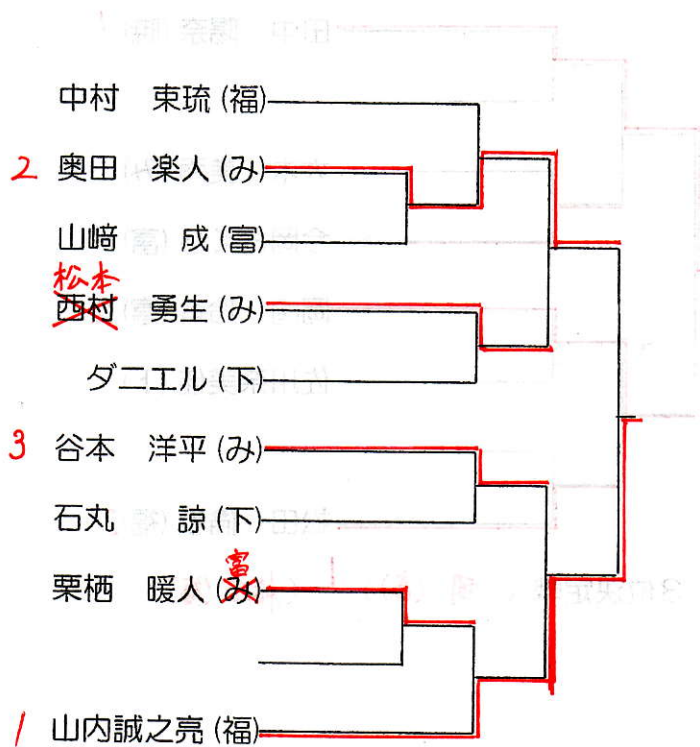 中村 束琉(福)
2 奥田 楽人(み)
山﨑 成(富)
松本
西村 勇生(み)
ダニエル(下)
3 谷本 洋平(み)
石丸 諒(下)
富
栗栖 暖人(み)
1 山内誠之亮(福)